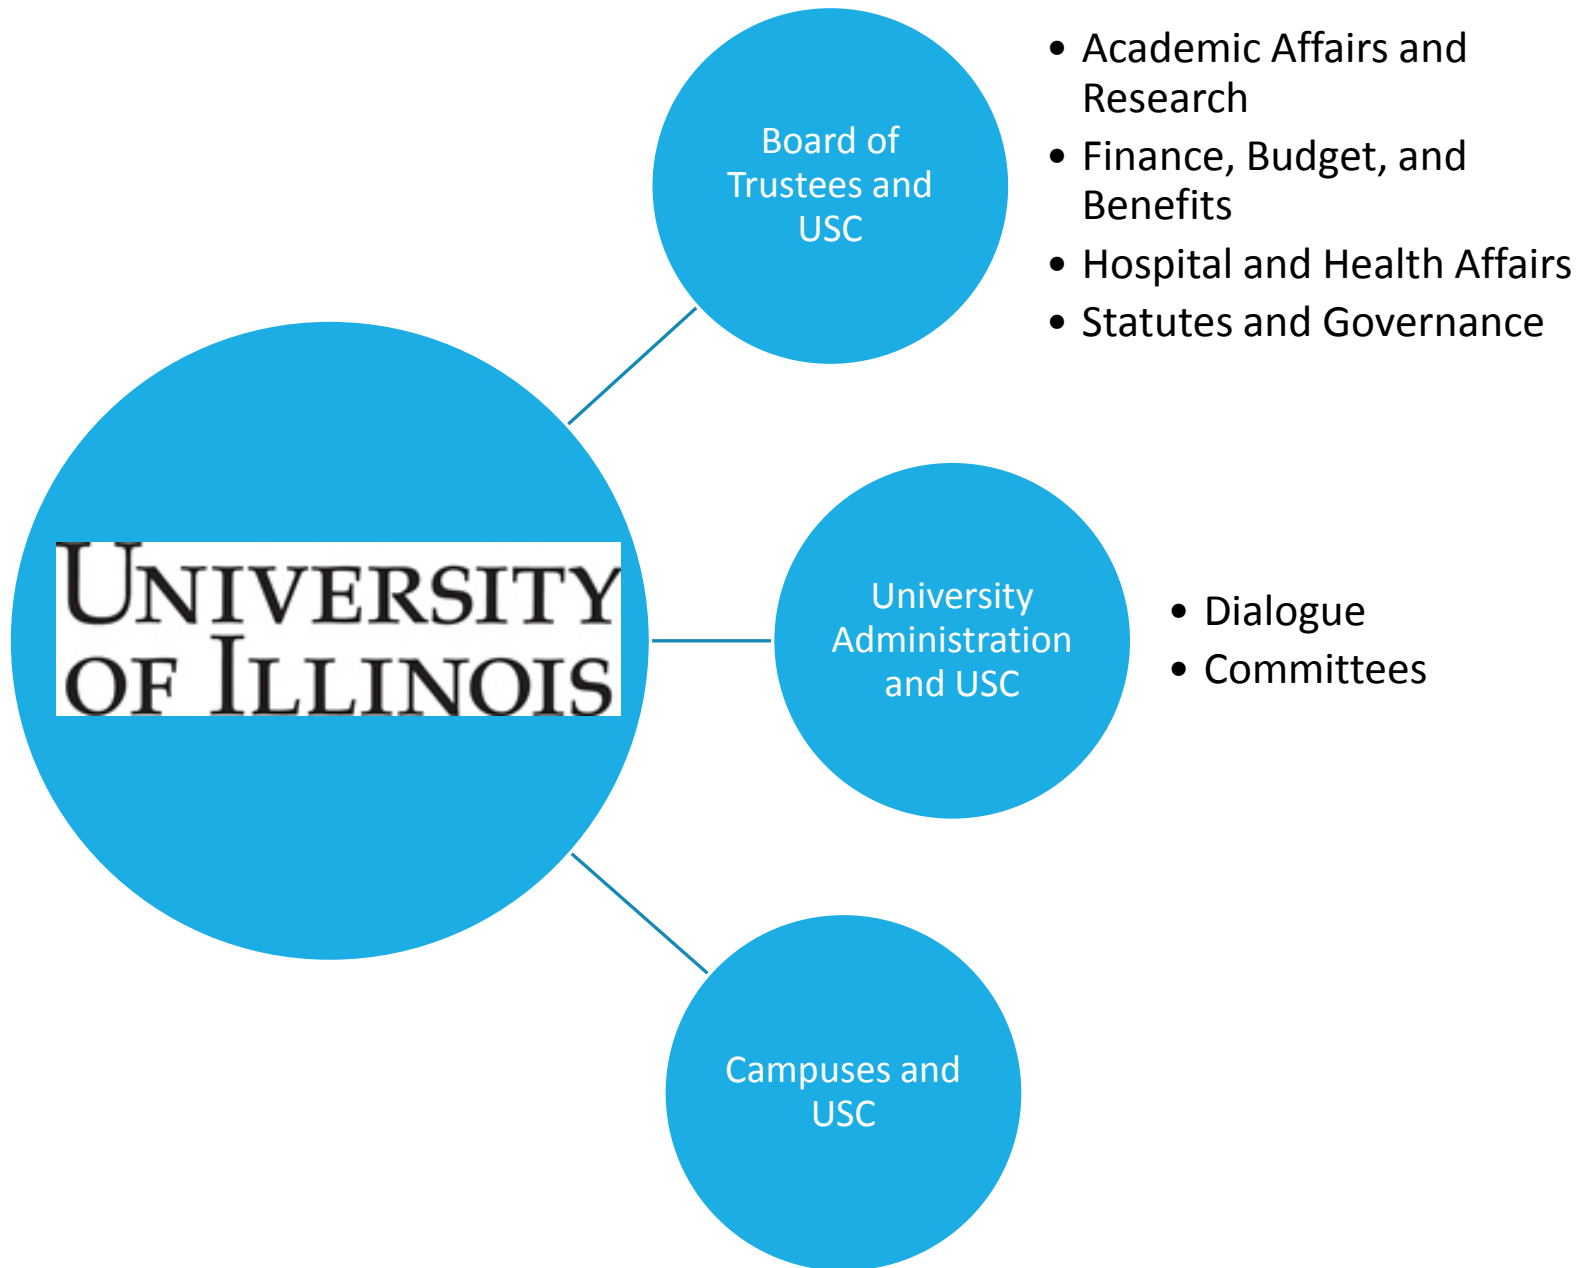 Board of
Trustees and
USC
• Academic Affairs and
Research
• Finance, Budget, and
Benefits
• Hospital and Health Affairs
• Statutes and Governance
UNIVERSITY
OF ILLINOIS
University
Administration
and USC
• Dialogue
• Committees
Campuses and
USC